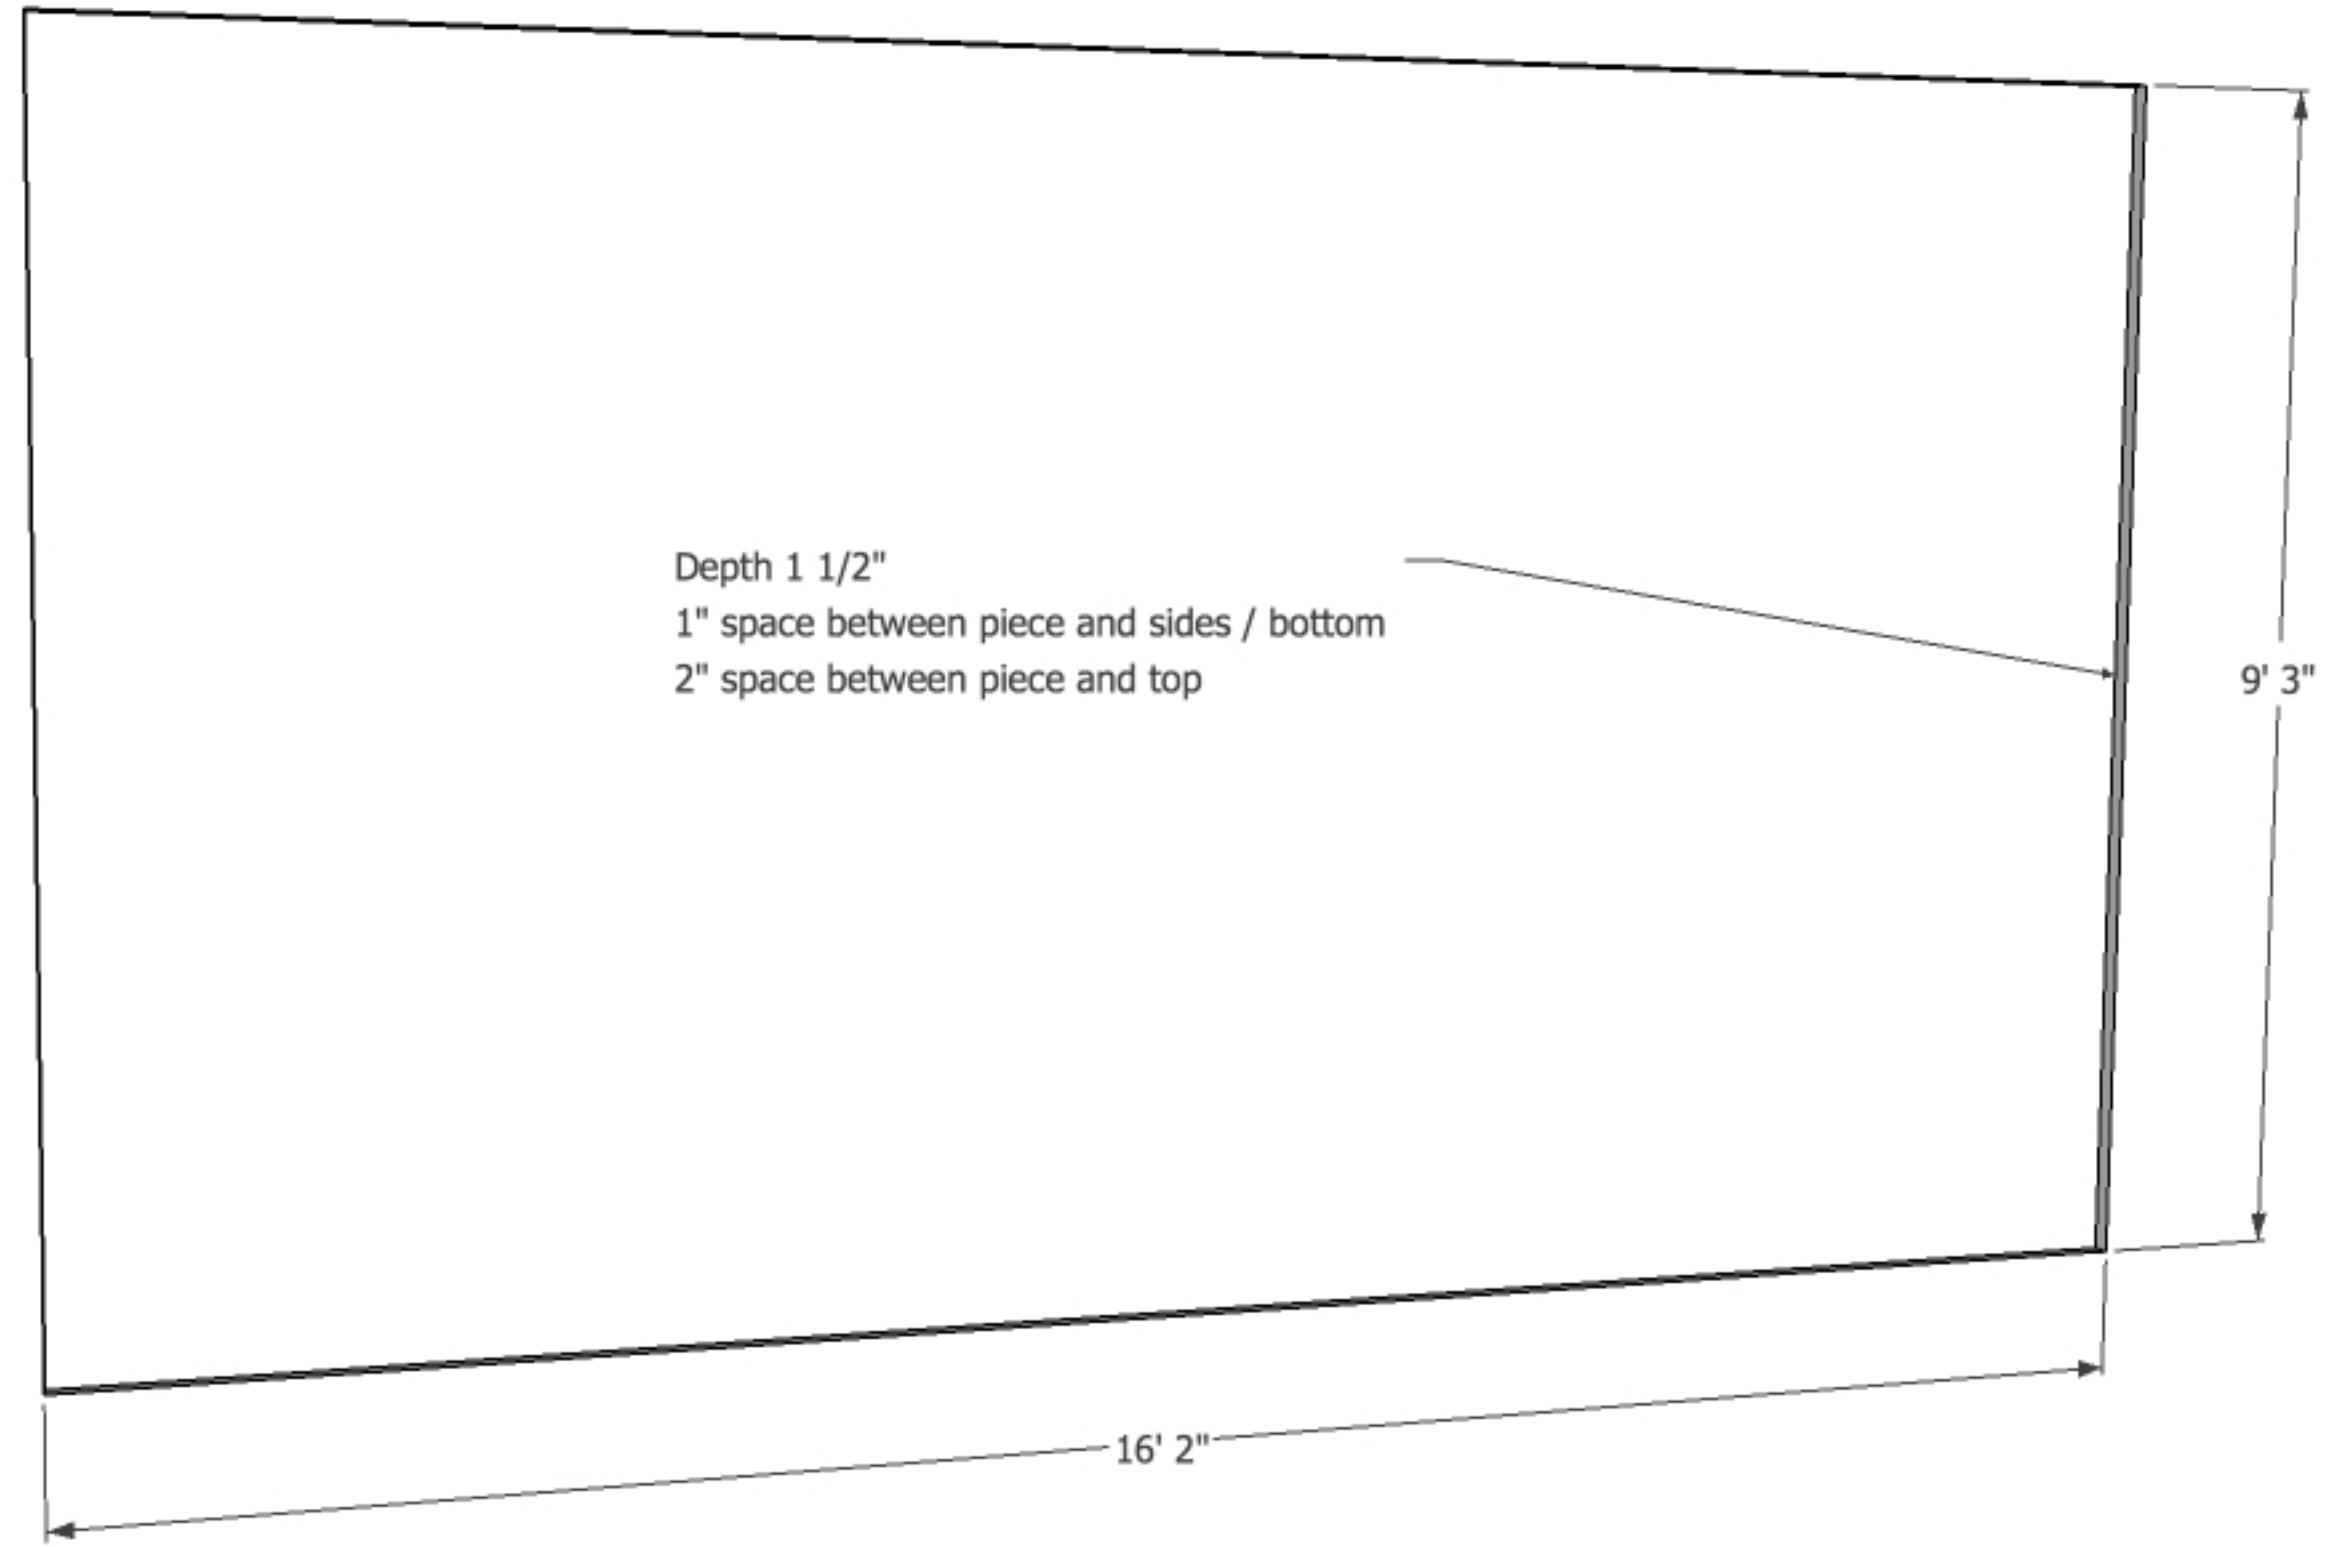 Depth 1 1/2"
1" space between piece and sides / bottom
2" space between piece and top
9' 3"
16' 2"